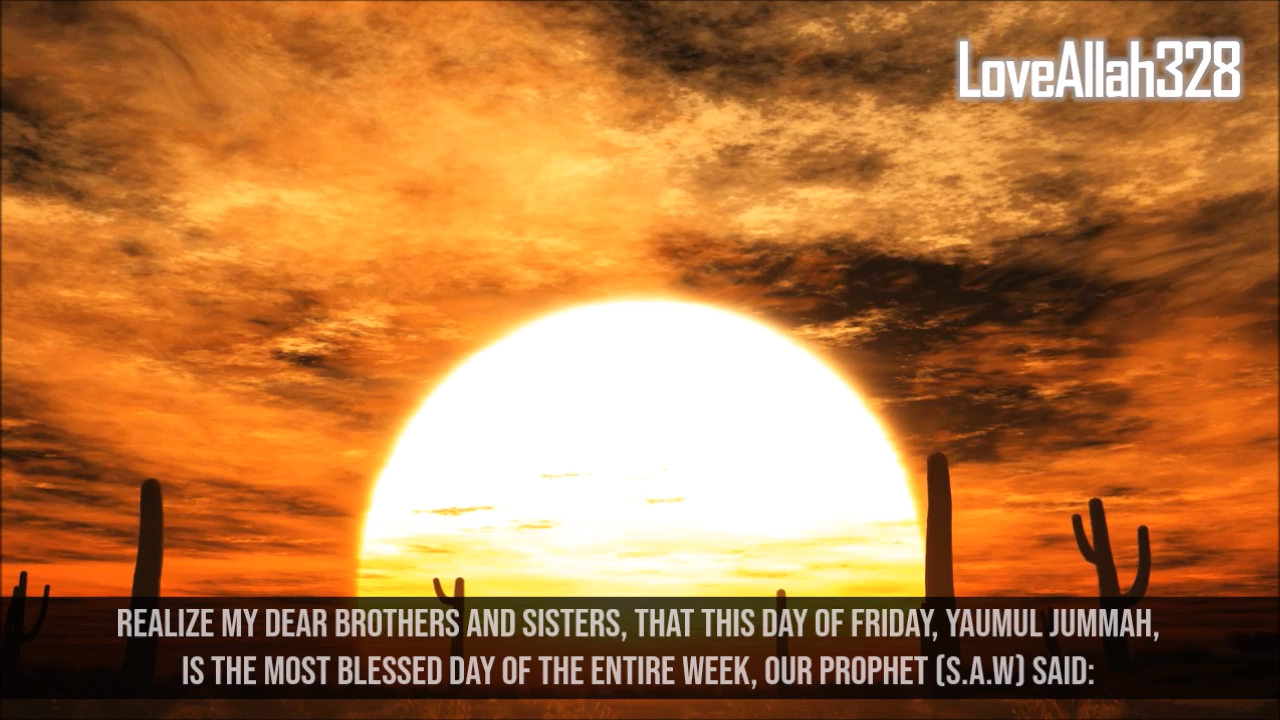 LoveAllah328
REALIZE MY DEAR BROTHERS AND SISTERS, THAT THIS DAY OF FRIDAY, YAUMUL JUMMAH,
IS THE MOST BLESSED DAY OF THE ENTIRE WEEK, OUR PROPHET (S.A.W) SAID: